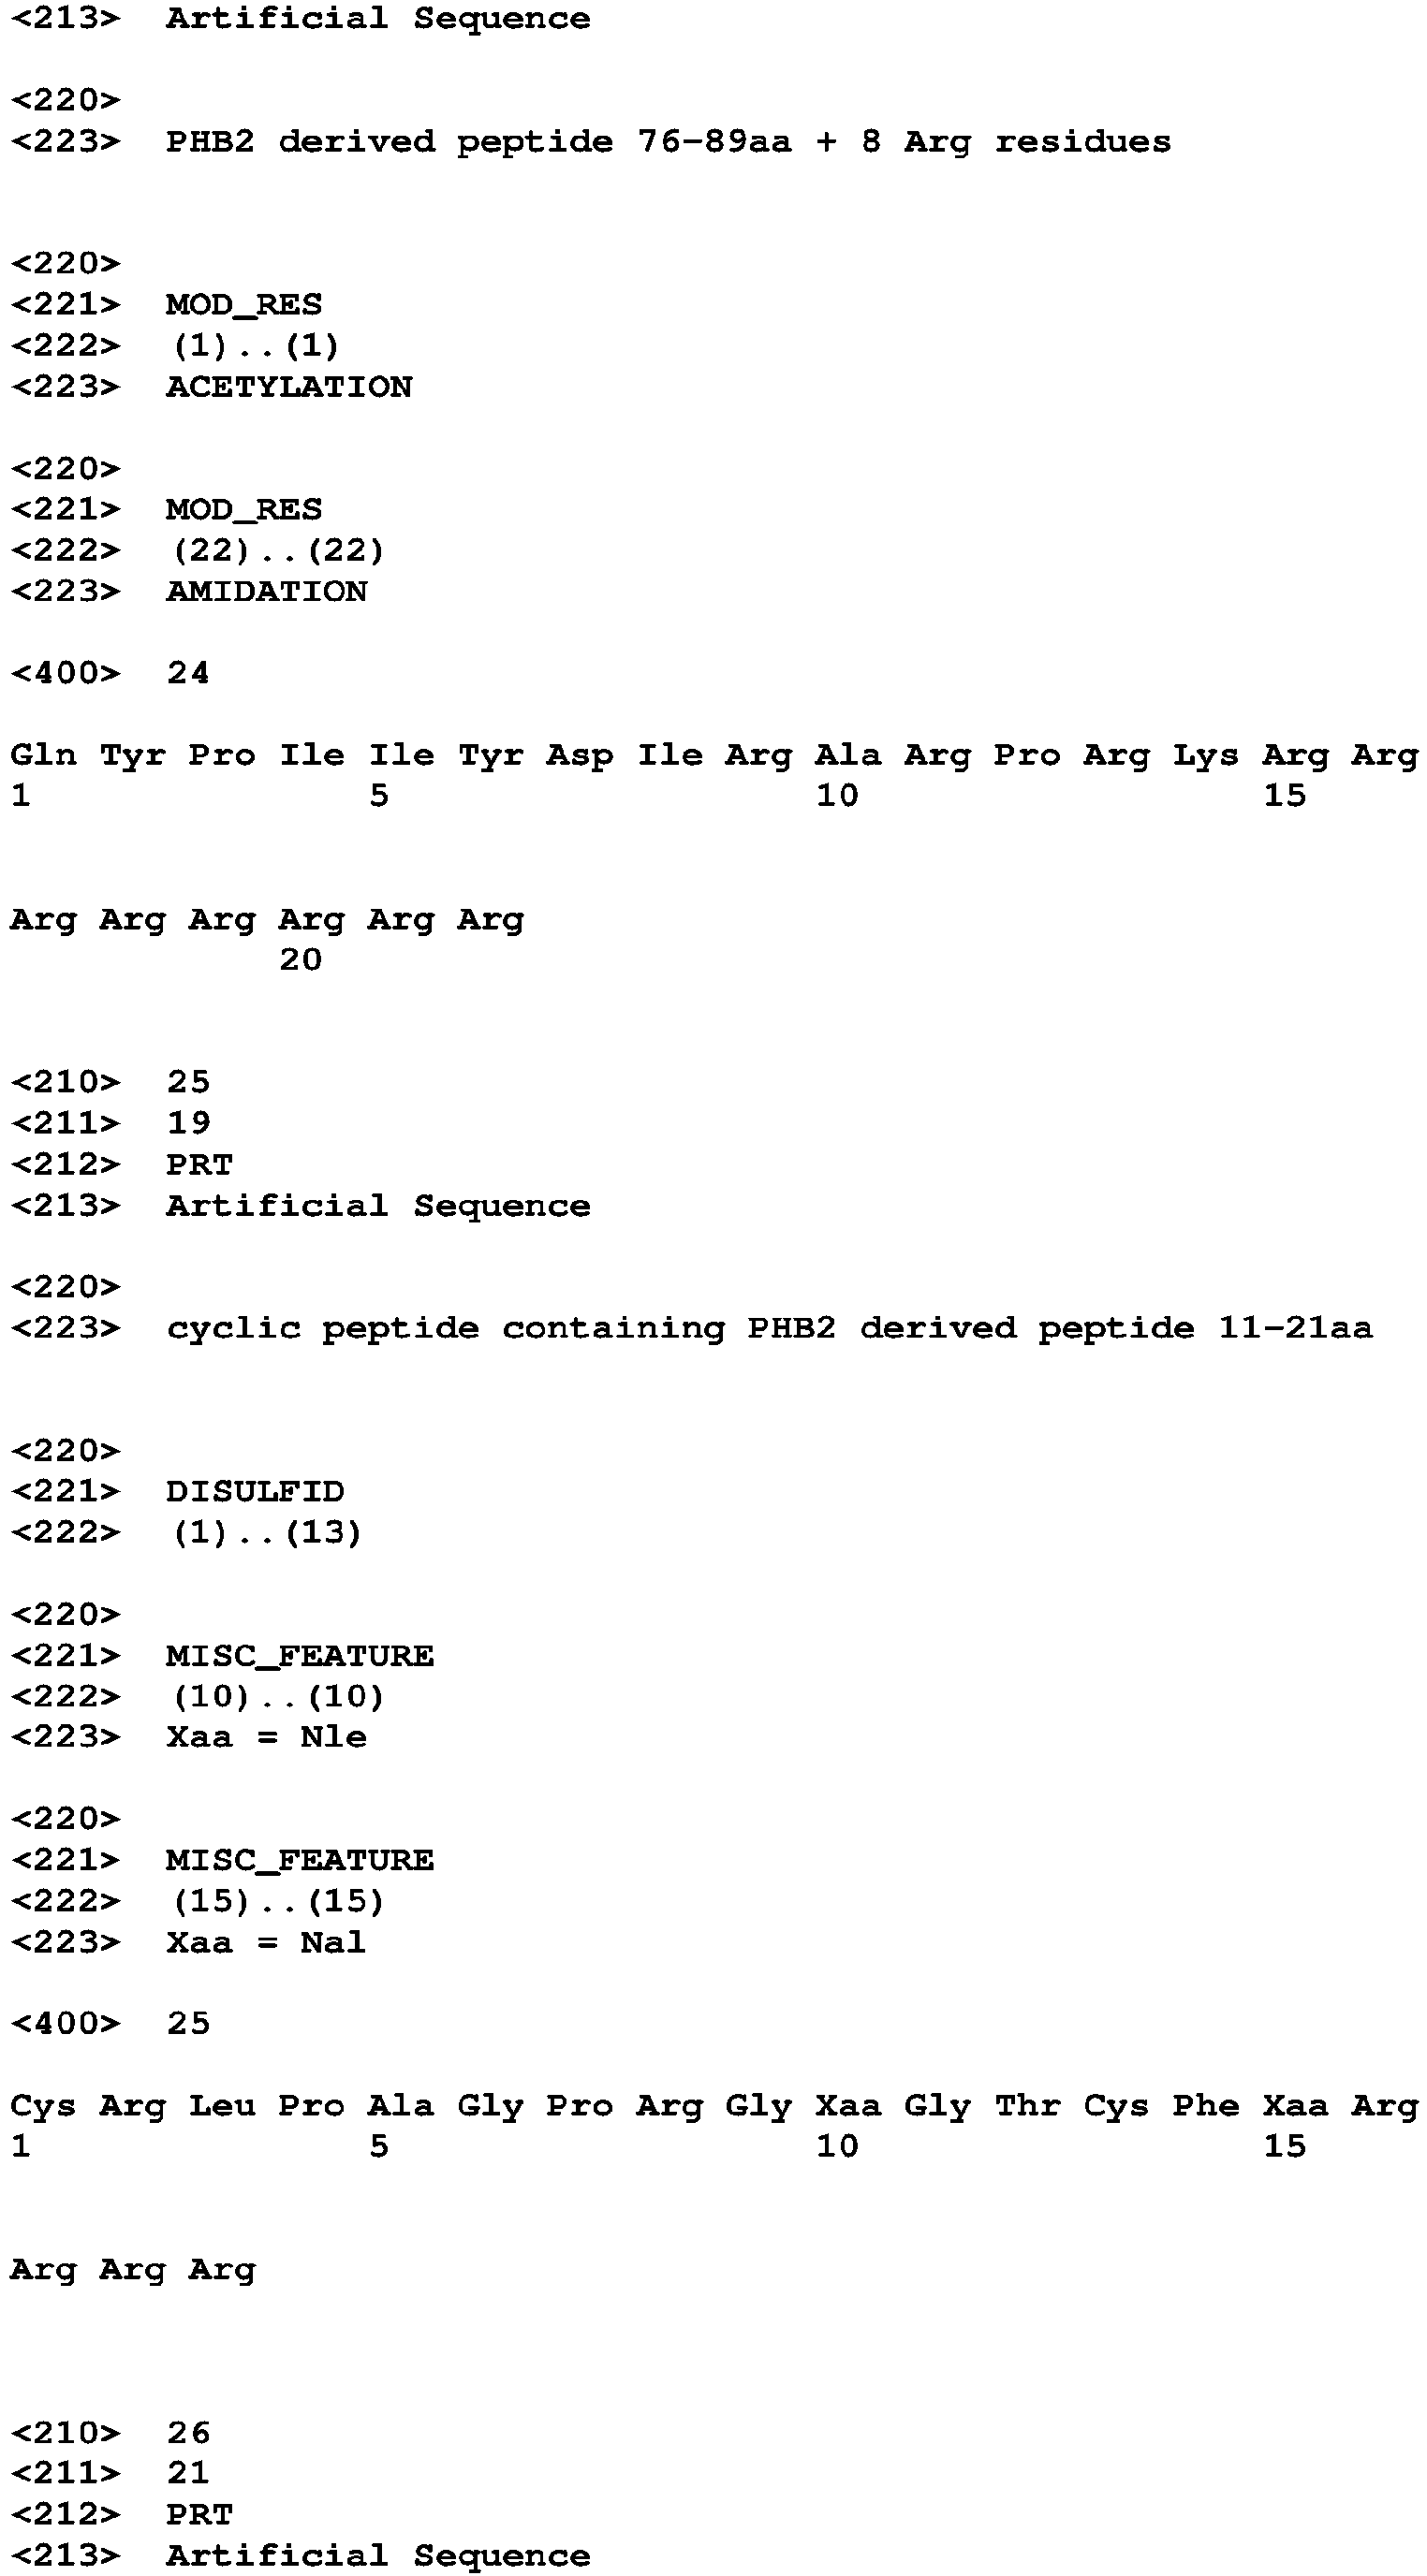 <213> Artificial Sequence
<220>
<223> PHB2 derived peptide 76-89aa + 8 Arg residues
<220>
<221> MOD_RES
<222> (1)..(1)
<223> ACETYLATION
<220>
<221> MOD_RES
<222> (22)..(22)
<223> AMIDATION
<400> 24
Gln Tyr Pro Ile Ile Tyr Asp Ile Arg Ala Arg Pro Arg Lys Arg Arg
1 5 10 15
Arg Arg Arg Arg Arg Arg
20
<210> 25
<211> 19
<212> PRT
<213> Artificial Sequence
<220>
<223> cyclic peptide containing PHB2 derived peptide 11-21aa
<220>
<221> DISULFID
<222> (1)..(13)
<220>
<221> MISC_FEATURE
<222> (10)..(10)
<223> Xaa = Nle
<220>
<221> MISC_FEATURE
<222> (15)..(15)
<223> Xaa = Nal
<400> 25
Cys Arg Leu Pro Ala Gly Pro Arg Gly Xaa Gly Thr Cys Phe Xaa Arg
1 5 10 15
Arg Arg Arg
<210> 26
<211> 21
<212> PRT
<213> Artificial Sequence